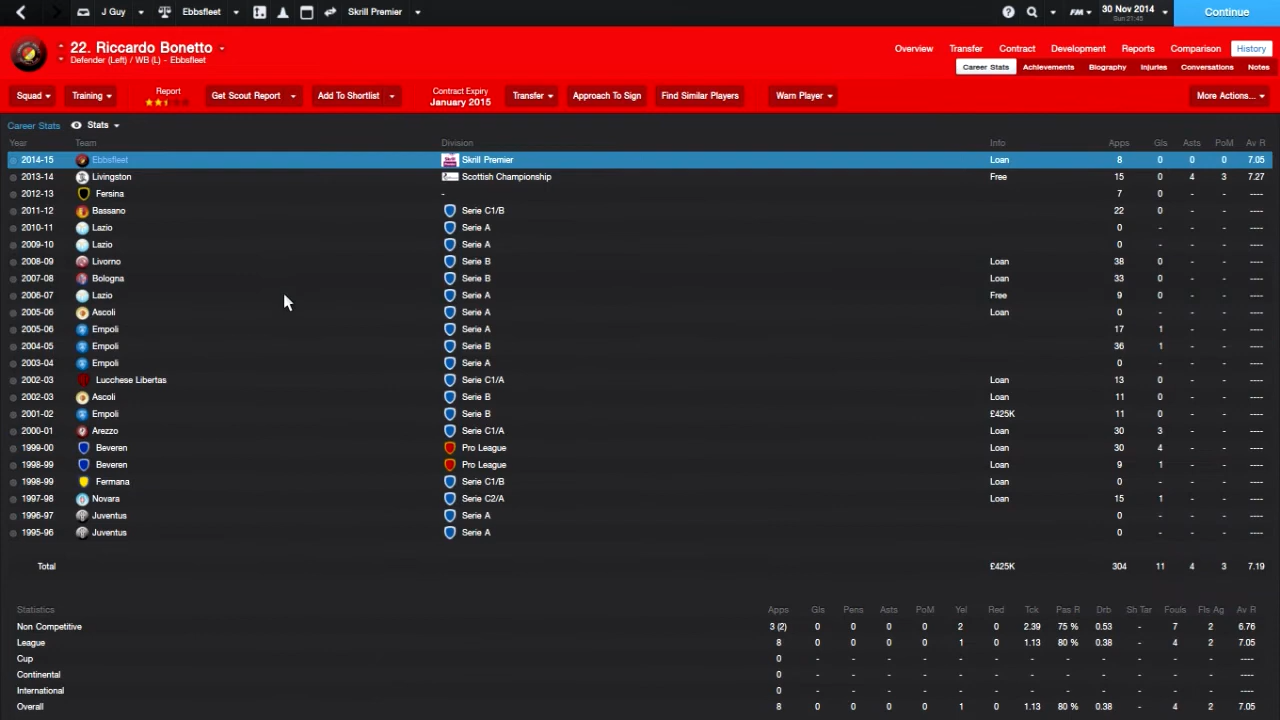 J Guy Ebbsfleet Skrill Premier ? FM 30 Nov 2014 Sun 21:45 Continue
22. Riccardo Bonetto
Defender (Left) / WB (L) - Ebbsfleet
Overview Transfer Contract Development Reports Comparison History
Career Stats Achievements Biography Injuries Conversations Notes
Squad Training Report Get Scout Report Add To Shortlist Contract Expiry January 2015 Transfer Approach To Sign Find Similar Players Warn Player More Actions...
Career Stats Stats
Year Team Division Info Apps Gls Asts PoM Av R
2014-15 Ebbsfleet Skrill Premier Loan 8 0 0 0 7.05
2013-14 Livingston Scottish Championship Free 15 0 4 3 7.27
2012-13 Fersina - 7 0 - - ----
2011-12 Bassano Serie C1/B 22 0 - - ----
2010-11 Lazio Serie A 0 - - - ----
2009-10 Lazio Serie A 0 - - - ----
2008-09 Livorno Serie B Loan 38 0 - - ----
2007-08 Bologna Serie B Loan 33 0 - - ----
2006-07 Lazio Serie A Free 9 0 - - ----
2005-06 Ascoli Serie A Loan 0 - - - ----
2005-06 Empoli Serie A 17 1 - - ----
2004-05 Empoli Serie B 36 1 - - ----
2003-04 Empoli Serie A 0 - - - ----
2002-03 Lucchese Libertas Serie C1/A Loan 13 0 - - ----
2002-03 Ascoli Serie B Loan 11 0 - - ----
2001-02 Empoli Serie B £425K 11 0 - - ----
2000-01 Arezzo Serie C1/A Loan 30 3 - - ----
1999-00 Beveren Pro League Loan 30 4 - - ----
1998-99 Beveren Pro League Loan 9 1 - - ----
1998-99 Fermana Serie C1/B Loan 0 - - - ----
1997-98 Novara Serie C2/A Loan 15 1 - - ----
1996-97 Juventus Serie A 0 - - - ----
1995-96 Juventus Serie A 0 - - - ----
Total £425K 304 11 4 3 7.19
Statistics Apps Gls Pens Asts PoM Yel Red Tck Pas R Drb Sh Tar Fouls Fls Ag Av R
Non Competitive 3 (2) 0 0 0 0 2 0 2.39 75 % 0.53 - 7 2 6.76
League 8 0 0 0 0 1 0 1.13 80 % 0.38 - 4 2 7.05
Cup 0 - - - - - - - - - - - - ----
Continental 0 - - - - - - - - - - - - ----
International 0 - - - - - - - - - - - - ----
Overall 8 0 0 0 0 1 0 1.13 80 % 0.38 - 4 2 7.05